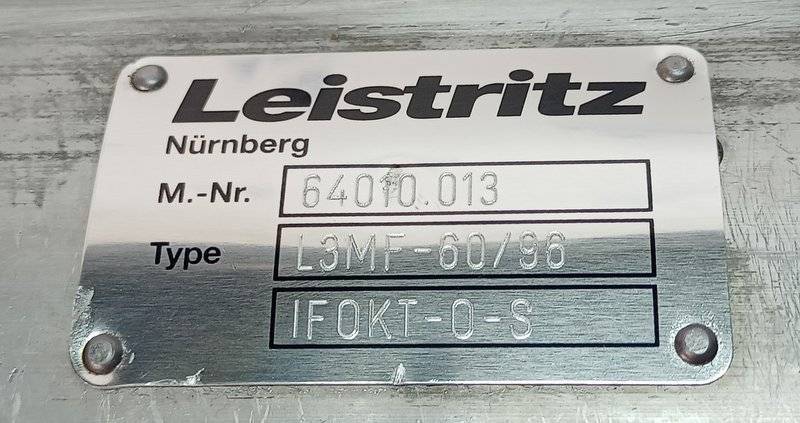 Leistritz
Nürnberg
M.-Nr. 64010.013
Type L3MF-60/96
IFOKT-O-S